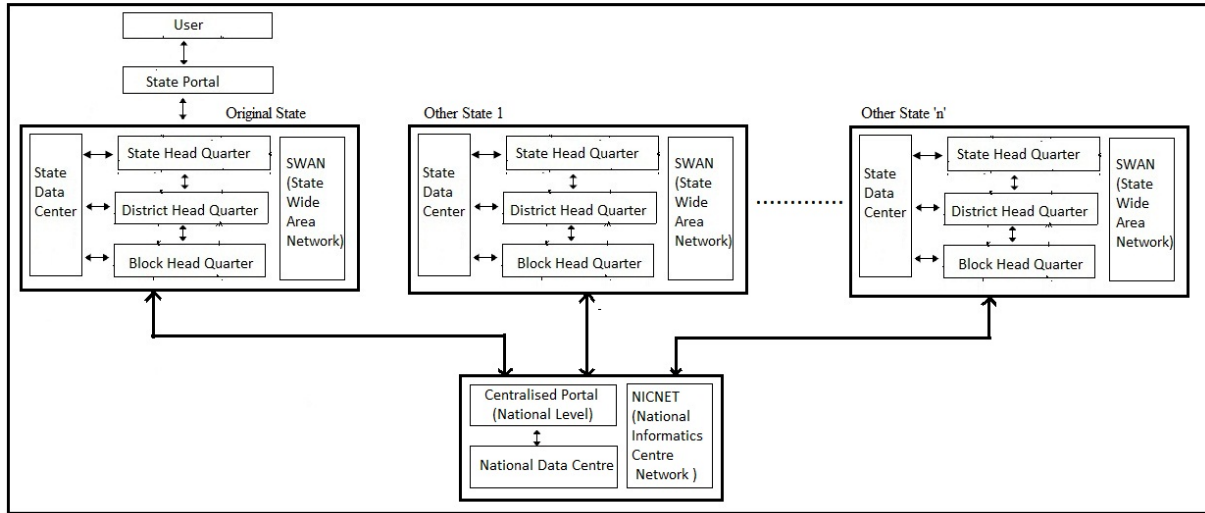 User
State Portal
Original State
State
Data
Center
State Head Quarter
District Head Quarter
Block Head Quarter
SWAN
(State
Wide
Area
Network)
Other State 1
State
Data
Center
State Head Quarter
District Head Quarter
Block Head Quarter
SWAN
(State
Wide
Area
Network)
Other State 'n'
State
Data
Center
State Head Quarter
District Head Quarter
Block Head Quarter
SWAN
(State
Wide
Area
Network)
Centralised Portal
(National Level)
National Data Centre
NICNET
(National
Informatics
Centre
Network )